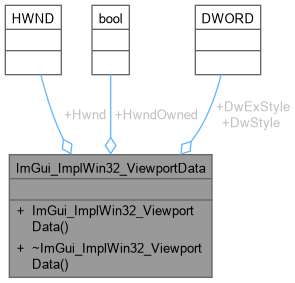 HWND
bool
DWORD
+Hwnd
+HwndOwned
+DwExStyle
+DwStyle
ImGui_ImplWin32_ViewportData
+ ImGui_ImplWin32_Viewport
Data()
+ ~ImGui_ImplWin32_Viewport
Data()